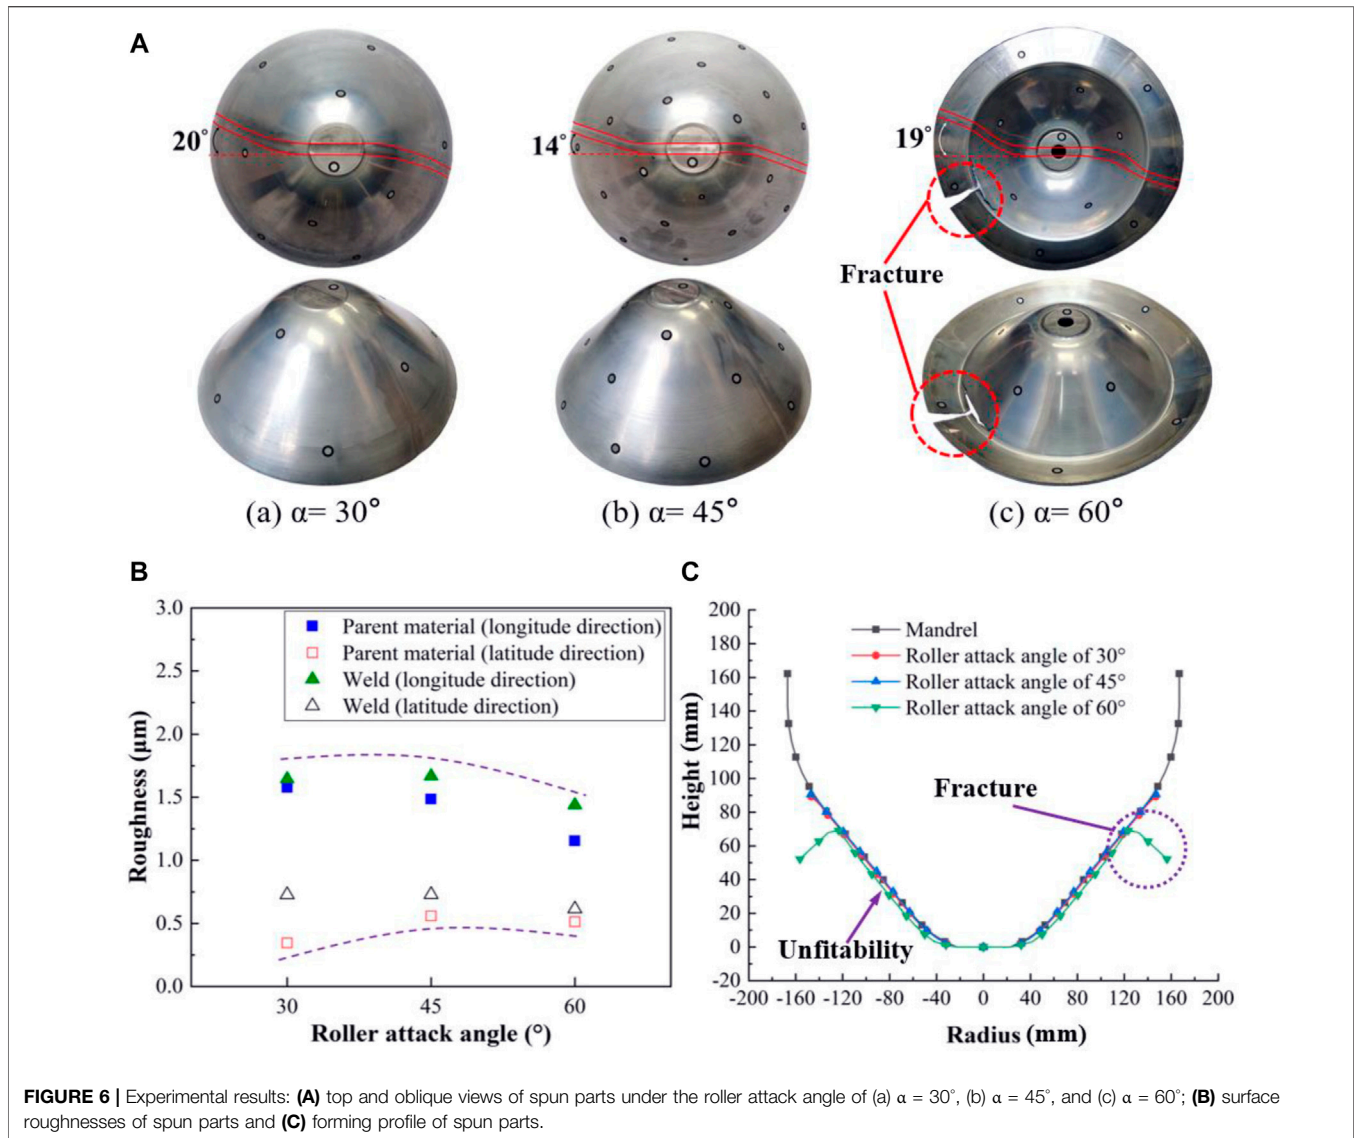 A
20°
14°
19°
Fracture
(a) α= 30°
(b) α= 45°
(c) α= 60°
B
3.0
2.5
2.0
1.5
1.0
0.5
0.0
Roughness (μm)
Parent material (longitude direction)
Parent material (latitude direction)
Weld (longitude direction)
Weld (latitude direction)
30
45
60
Roller attack angle (°)
C
200
180
160
140
120
100
80
60
40
20
0
-20
Height (mm)
Mandrel
Roller attack angle of 30°
Roller attack angle of 45°
Roller attack angle of 60°
Fracture
Unfitability
-200 -160 -120 -80 -40 0 40 80 120 160 200
Radius (mm)
FIGURE 6 | Experimental results: (A) top and oblique views of spun parts under the roller attack angle of (a) α = 30°, (b) α = 45°, and (c) α = 60°; (B) surface
roughnesses of spun parts and (C) forming profile of spun parts.